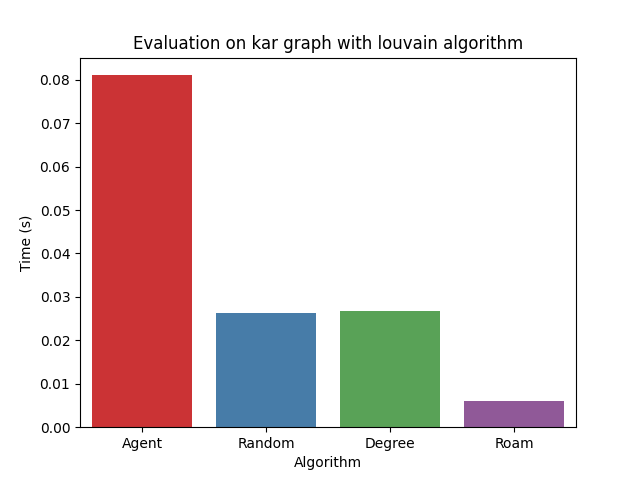 Evaluation on kar graph with louvain algorithm
0.08
0.07
0.06
0.05
0.04
0.03
0.02
0.01
0.00
Time (s)
Agent Random Degree Roam
Algorithm